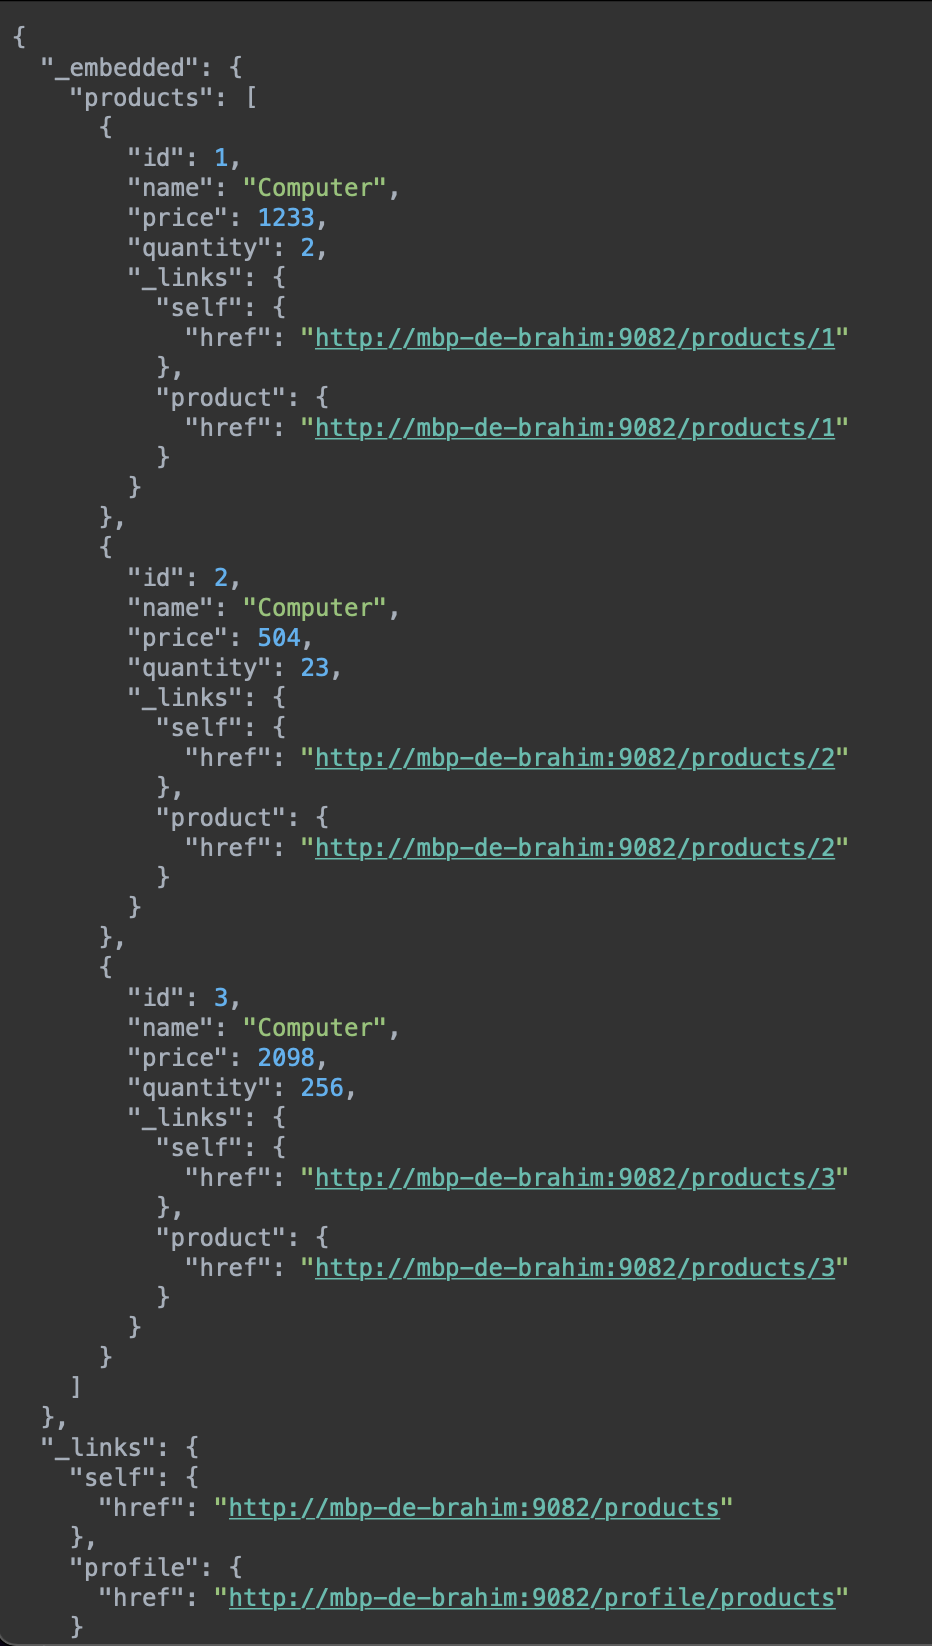 {
  "_embedded": {
    "products": [
      {
        "id": 1,
        "name": "Computer",
        "price": 1233,
        "quantity": 2,
        "_links": {
          "self": {
            "href": "http://mbp-de-brahim:9082/products/1"
          },
          "product": {
            "href": "http://mbp-de-brahim:9082/products/1"
          }
        }
      },
      {
        "id": 2,
        "name": "Computer",
        "price": 504,
        "quantity": 23,
        "_links": {
          "self": {
            "href": "http://mbp-de-brahim:9082/products/2"
          },
          "product": {
            "href": "http://mbp-de-brahim:9082/products/2"
          }
        }
      },
      {
        "id": 3,
        "name": "Computer",
        "price": 2098,
        "quantity": 256,
        "_links": {
          "self": {
            "href": "http://mbp-de-brahim:9082/products/3"
          },
          "product": {
            "href": "http://mbp-de-brahim:9082/products/3"
          }
        }
      }
    ]
  },
  "_links": {
    "self": {
      "href": "http://mbp-de-brahim:9082/products"
    },
    "profile": {
      "href": "http://mbp-de-brahim:9082/profile/products"
    }